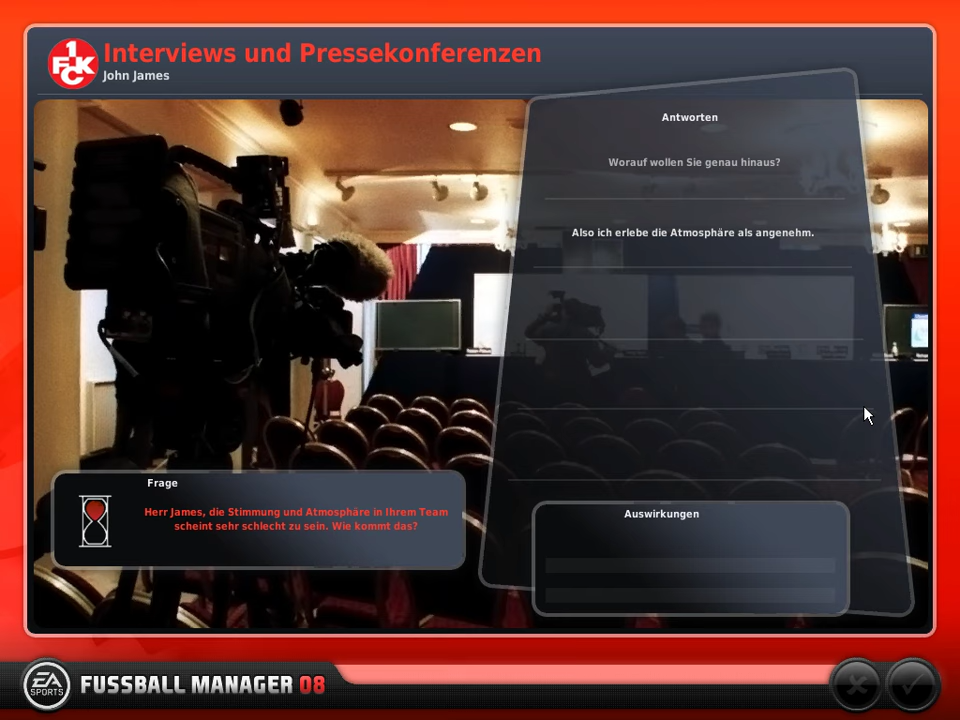 1
FCK
Interviews und Pressekonferenzen
John James
Antworten
Worauf wollen Sie genau hinaus?
Also ich erlebe die Atmosphäre als angenehm.
Frage
Herr James, die Stimmung und Atmosphäre in Ihrem Team
scheint sehr schlecht zu sein. Wie kommt das?
Auswirkungen
EA
SPORTS
FUSSBALL MANAGER 08